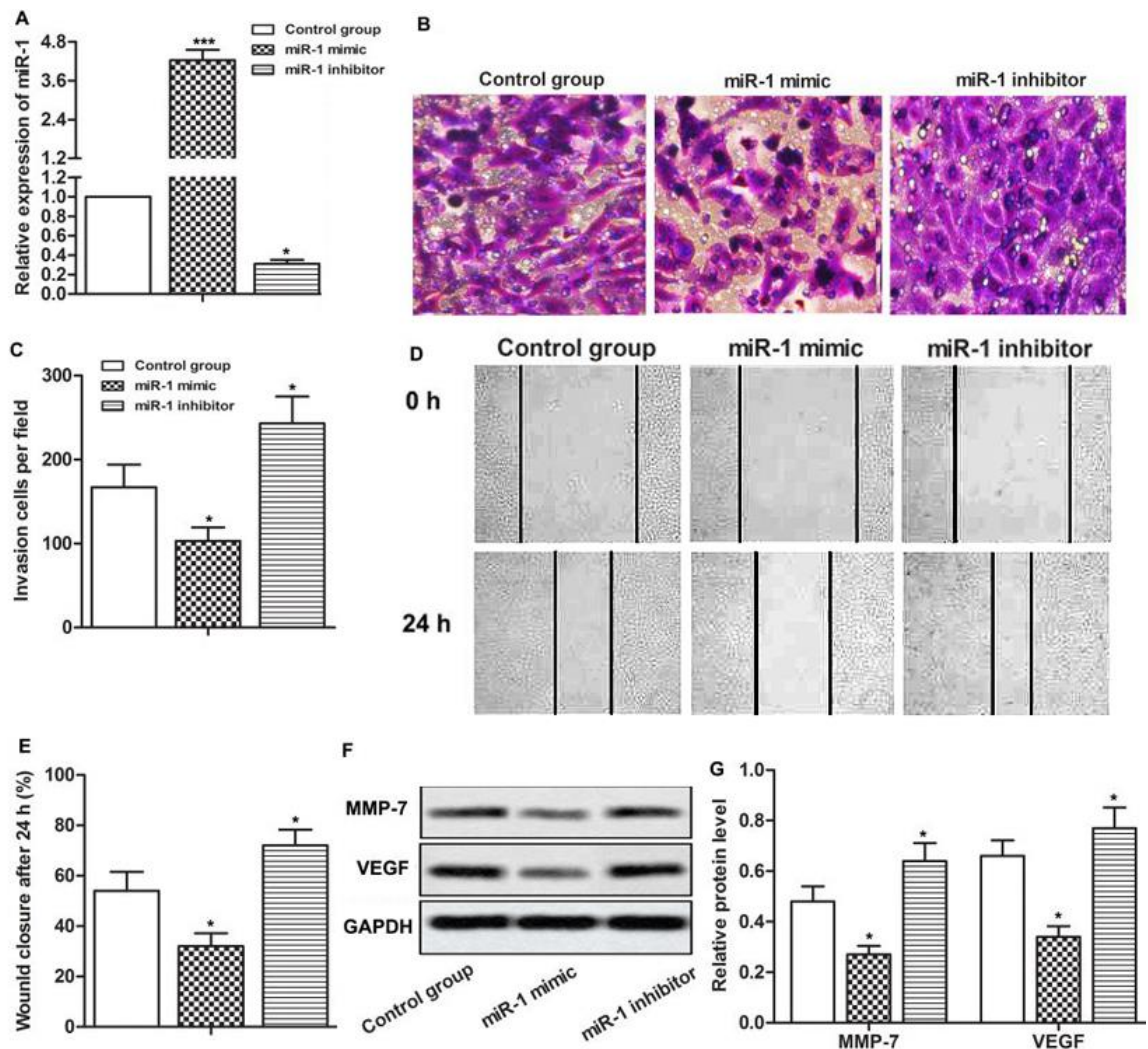 A
Control group
miR-1 mimic
miR-1 inhibitor
Relative expression of miR-1
4.8
3.6
2.4
1.2
1.2
1.0
0.8
0.6
0.4
0.2
0.0
***
*
B
Control group
miR-1 mimic
miR-1 inhibitor
C
Control group
miR-1 mimic
miR-1 inhibitor
Invasion cells per field
300
200
100
0
*
*
D
Control group
miR-1 mimic
miR-1 inhibitor
0 h
24 h
E
Wounld closure after 24 h (%)
100
80
60
40
20
0
*
*
F
MMP-7
VEGF
GAPDH
Control group
miR-1 mimic
miR-1 inhibitor
G
Relative protein level
1.0
0.8
0.6
0.4
0.2
0.0
*
*
*
*
MMP-7
VEGF